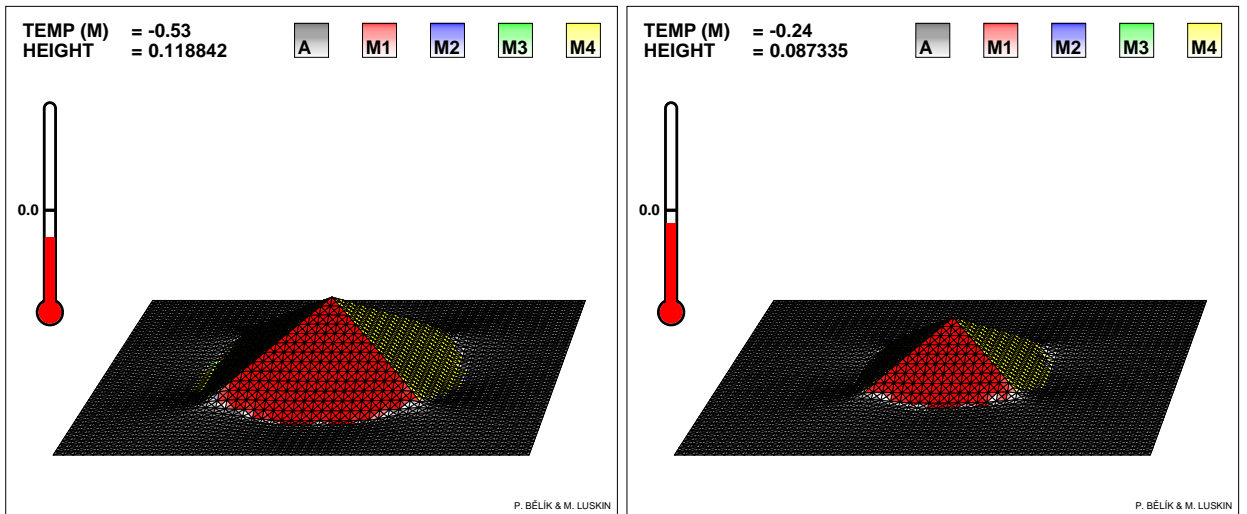 TEMP (M) = -0.53
HEIGHT = 0.118842
A M1 M2 M3 M4
0.0
P. BĚLÍK & M. LUSKIN
TEMP (M) = -0.24
HEIGHT = 0.087335
A M1 M2 M3 M4
0.0
P. BĚLÍK & M. LUSKIN